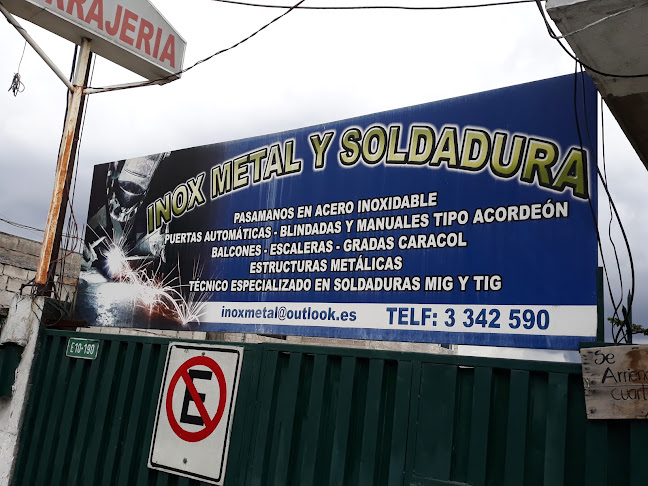 RRAJERIA
INOX METAL Y SOLDADURA
PASAMANOS EN ACERO INOXIDABLE
PUERTAS AUTOMÁTICAS - BLINDADAS Y MANUALES TIPO ACORDEÓN
BALCONES - ESCALERAS - GRADAS CARACOL
ESTRUCTURAS METÁLICAS
TÉCNICO ESPECIALIZADO EN SOLDADURAS MIG Y TIG
inoxmetal@outlook.es TELF: 3 342 590
E10-190
E
Se
Arrien
cuart